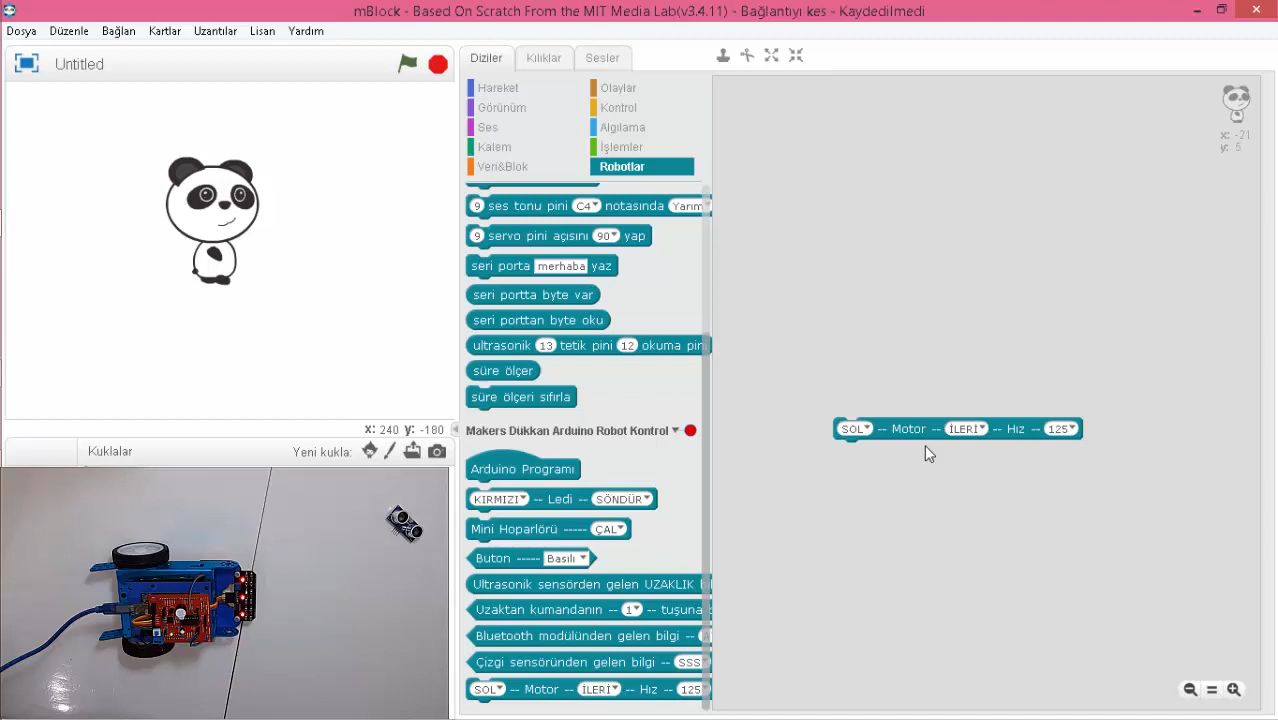 mBlock - Based On Scratch From the MIT Media Lab(v3.4.11) - Bağlantıyı kes - Kaydedilmedi
Dosya Düzenle Bağlan Kartlar Uzantılar Lisan Yardım
Untitled
x: 240 y: -180
Kuklalar Yeni kukla:
Diziler Kılıklar Sesler
Hareket Olaylar
Görünüm Kontrol
Ses Algılama
Kalem İşlemler
Veri&Blok Robotlar
9 ses tonu pini C4 notasında Yarım
9 servo pini açısını 90 yap
seri porta merhaba yaz
seri portta byte var
seri porttan byte oku
ultrasonik 13 tetik pini 12 okuma pini
süre ölçer
süre ölçeri sıfırla
Makers Dükkan Arduino Robot Kontrol
Arduino Programı
KIRMIZI -- Ledi -- SÖNDÜR
Mini Hoparlörü ----- ÇAL
Buton ----- Basılı
Ultrasonik sensörden gelen UZAKLIK
Uzaktan kumandanın -- 1 -- tuşuna
Bluetooth modülünden gelen bilgi --
Çizgi sensöründen gelen bilgi -- SSS
SOL -- Motor -- İLERİ -- Hız -- 125
SOL -- Motor -- İLERİ -- Hız -- 125
x: -21
y: 5